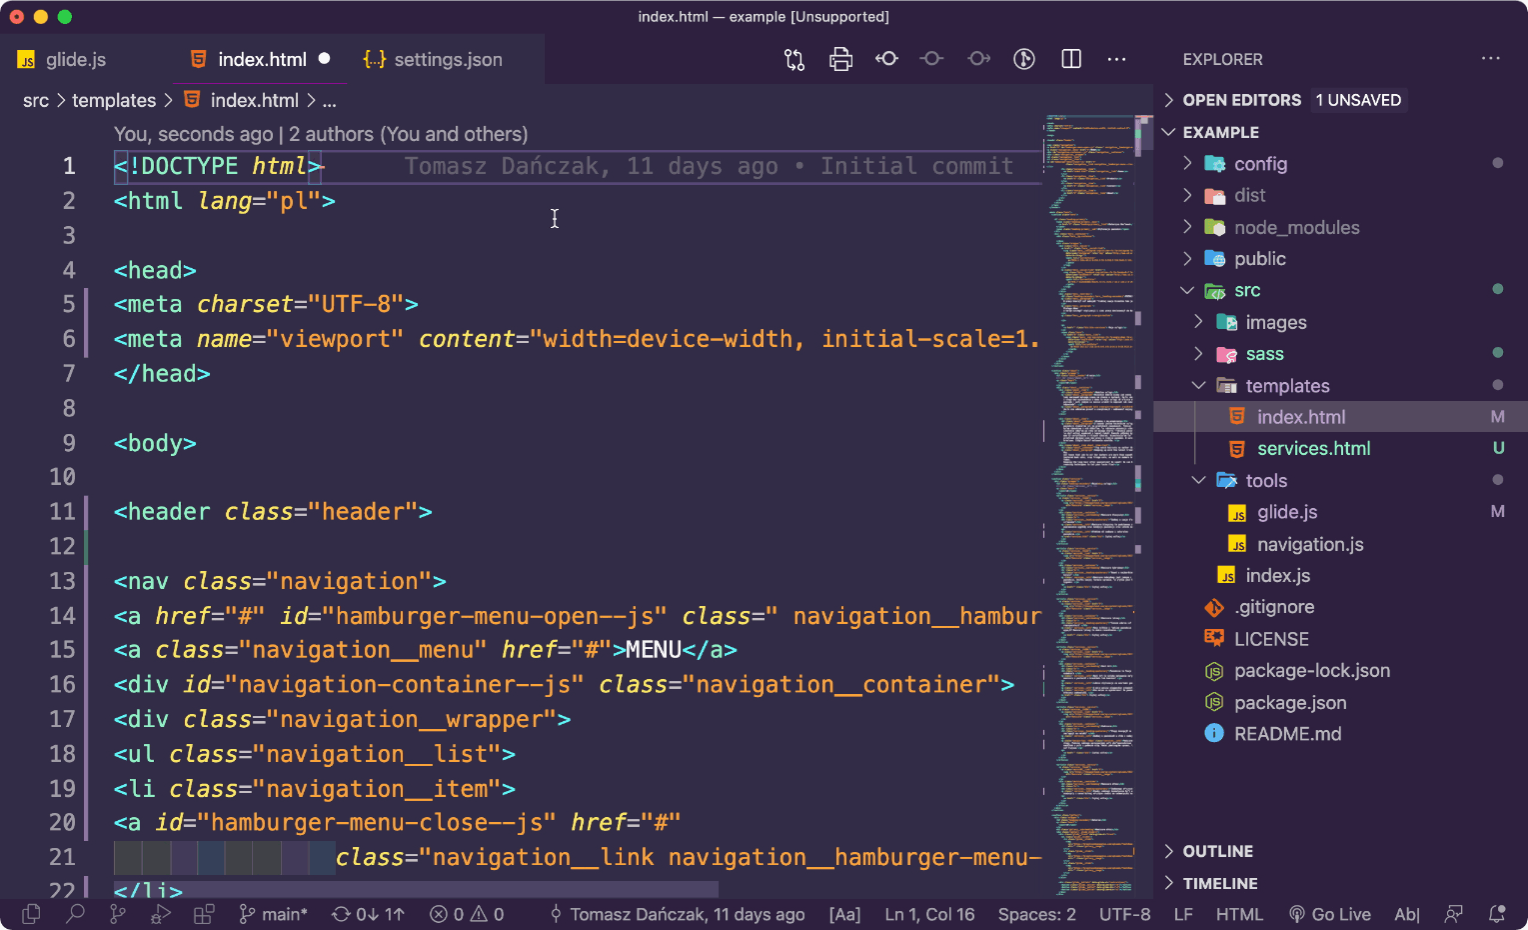 index.html — example [Unsupported]
glide.js
index.html
settings.json
src > templates > index.html > ...
You, seconds ago | 2 authors (You and others)
1 <!DOCTYPE html> Tomasz Dańczak, 11 days ago • Initial commit
2 <html lang="pl">
3
4 <head>
5 <meta charset="UTF-8">
6 <meta name="viewport" content="width=device-width, initial-scale=1.
7 </head>
8
9 <body>
10
11 <header class="header">
12
13 <nav class="navigation">
14 <a href="#" id="hamburger-menu-open--js" class=" navigation__hambur
15 <a class="navigation__menu" href="#">MENU</a>
16 <div id="navigation-container--js" class="navigation__container">
17 <div class="navigation__wrapper">
18 <ul class="navigation__list">
19 <li class="navigation__item">
20 <a id="hamburger-menu-close--js" href="#"
21 class="navigation__link navigation__hamburger-menu-
22 </li>
EXPLORER
OPEN EDITORS 1 UNSAVED
EXAMPLE
config
dist
node_modules
public
src
images
sass
templates
index.html M
services.html U
tools
JS glide.js M
JS navigation.js
JS index.js
.gitignore
LICENSE
package-lock.json
package.json
README.md
OUTLINE
TIMELINE
main* 0↓ 1↑ 0 0 Tomasz Dańczak, 11 days ago [Aa] Ln 1, Col 16 Spaces: 2 UTF-8 LF HTML Go Live Ab|